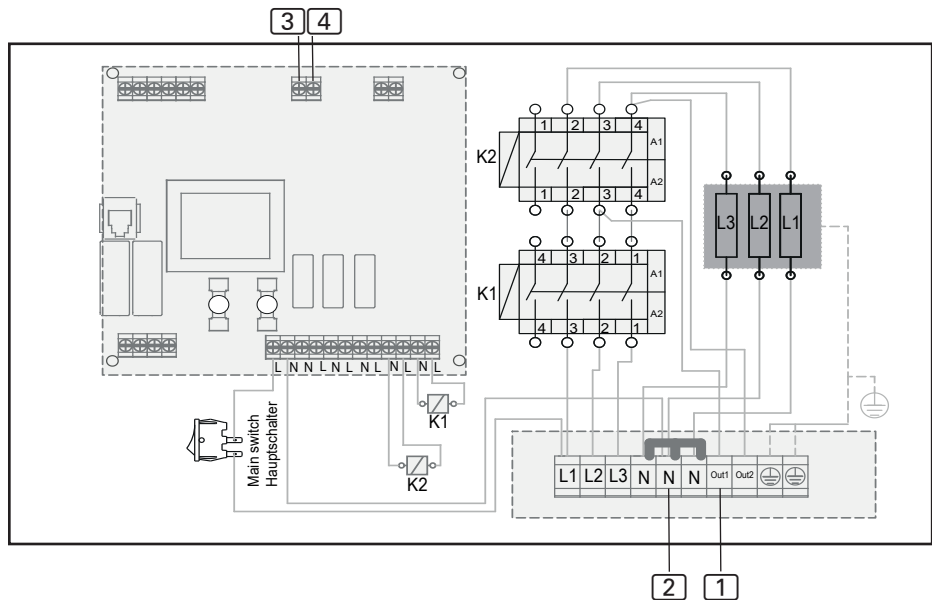 3 4
1 2 3 4
A1
K2
A2
1 2 3 4
L3 L2 L1
4 3 2 1
A1
K1
A2
4 3 2 1
L N N L N L N L N L
K1
Main switch
Hauptschalter
K2
L1 L2 L3 N N N Out1 Out2
2 1